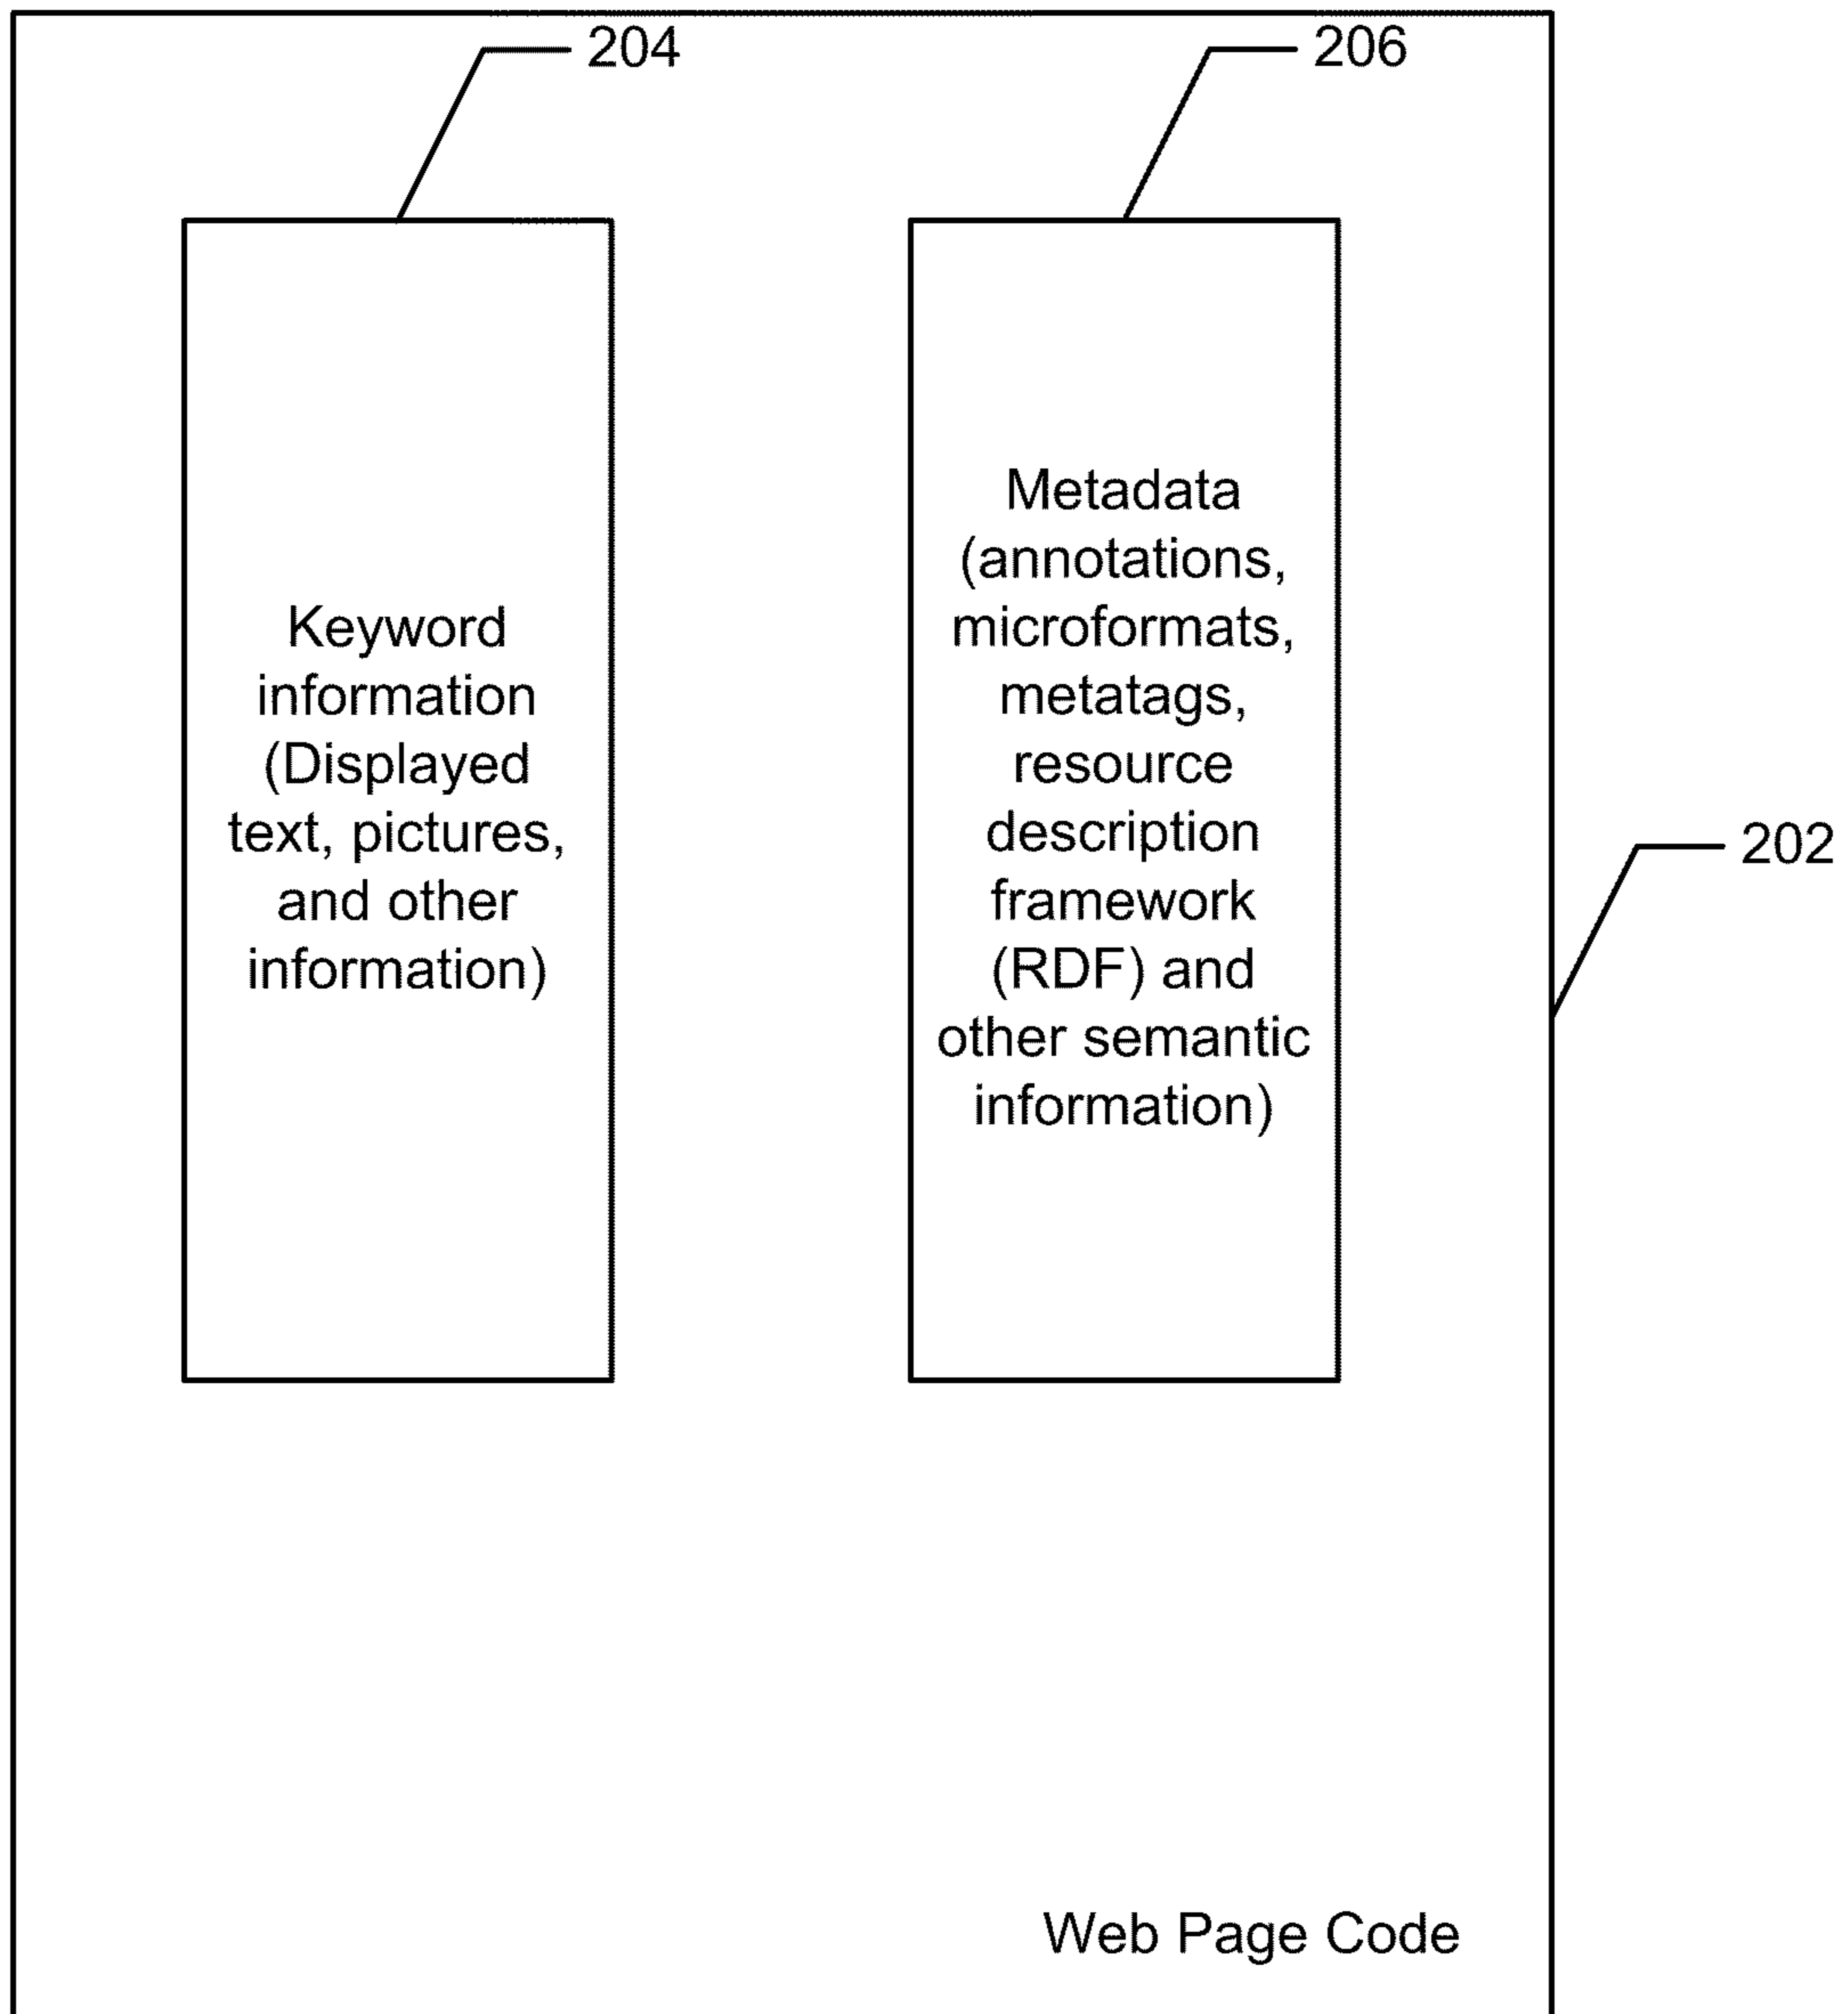 204
206
Keyword
information
(Displayed
text, pictures,
and other
information)
Metadata
(annotations,
microformats,
metatags,
resource
description
framework
(RDF) and
other semantic
information)
202
Web Page Code